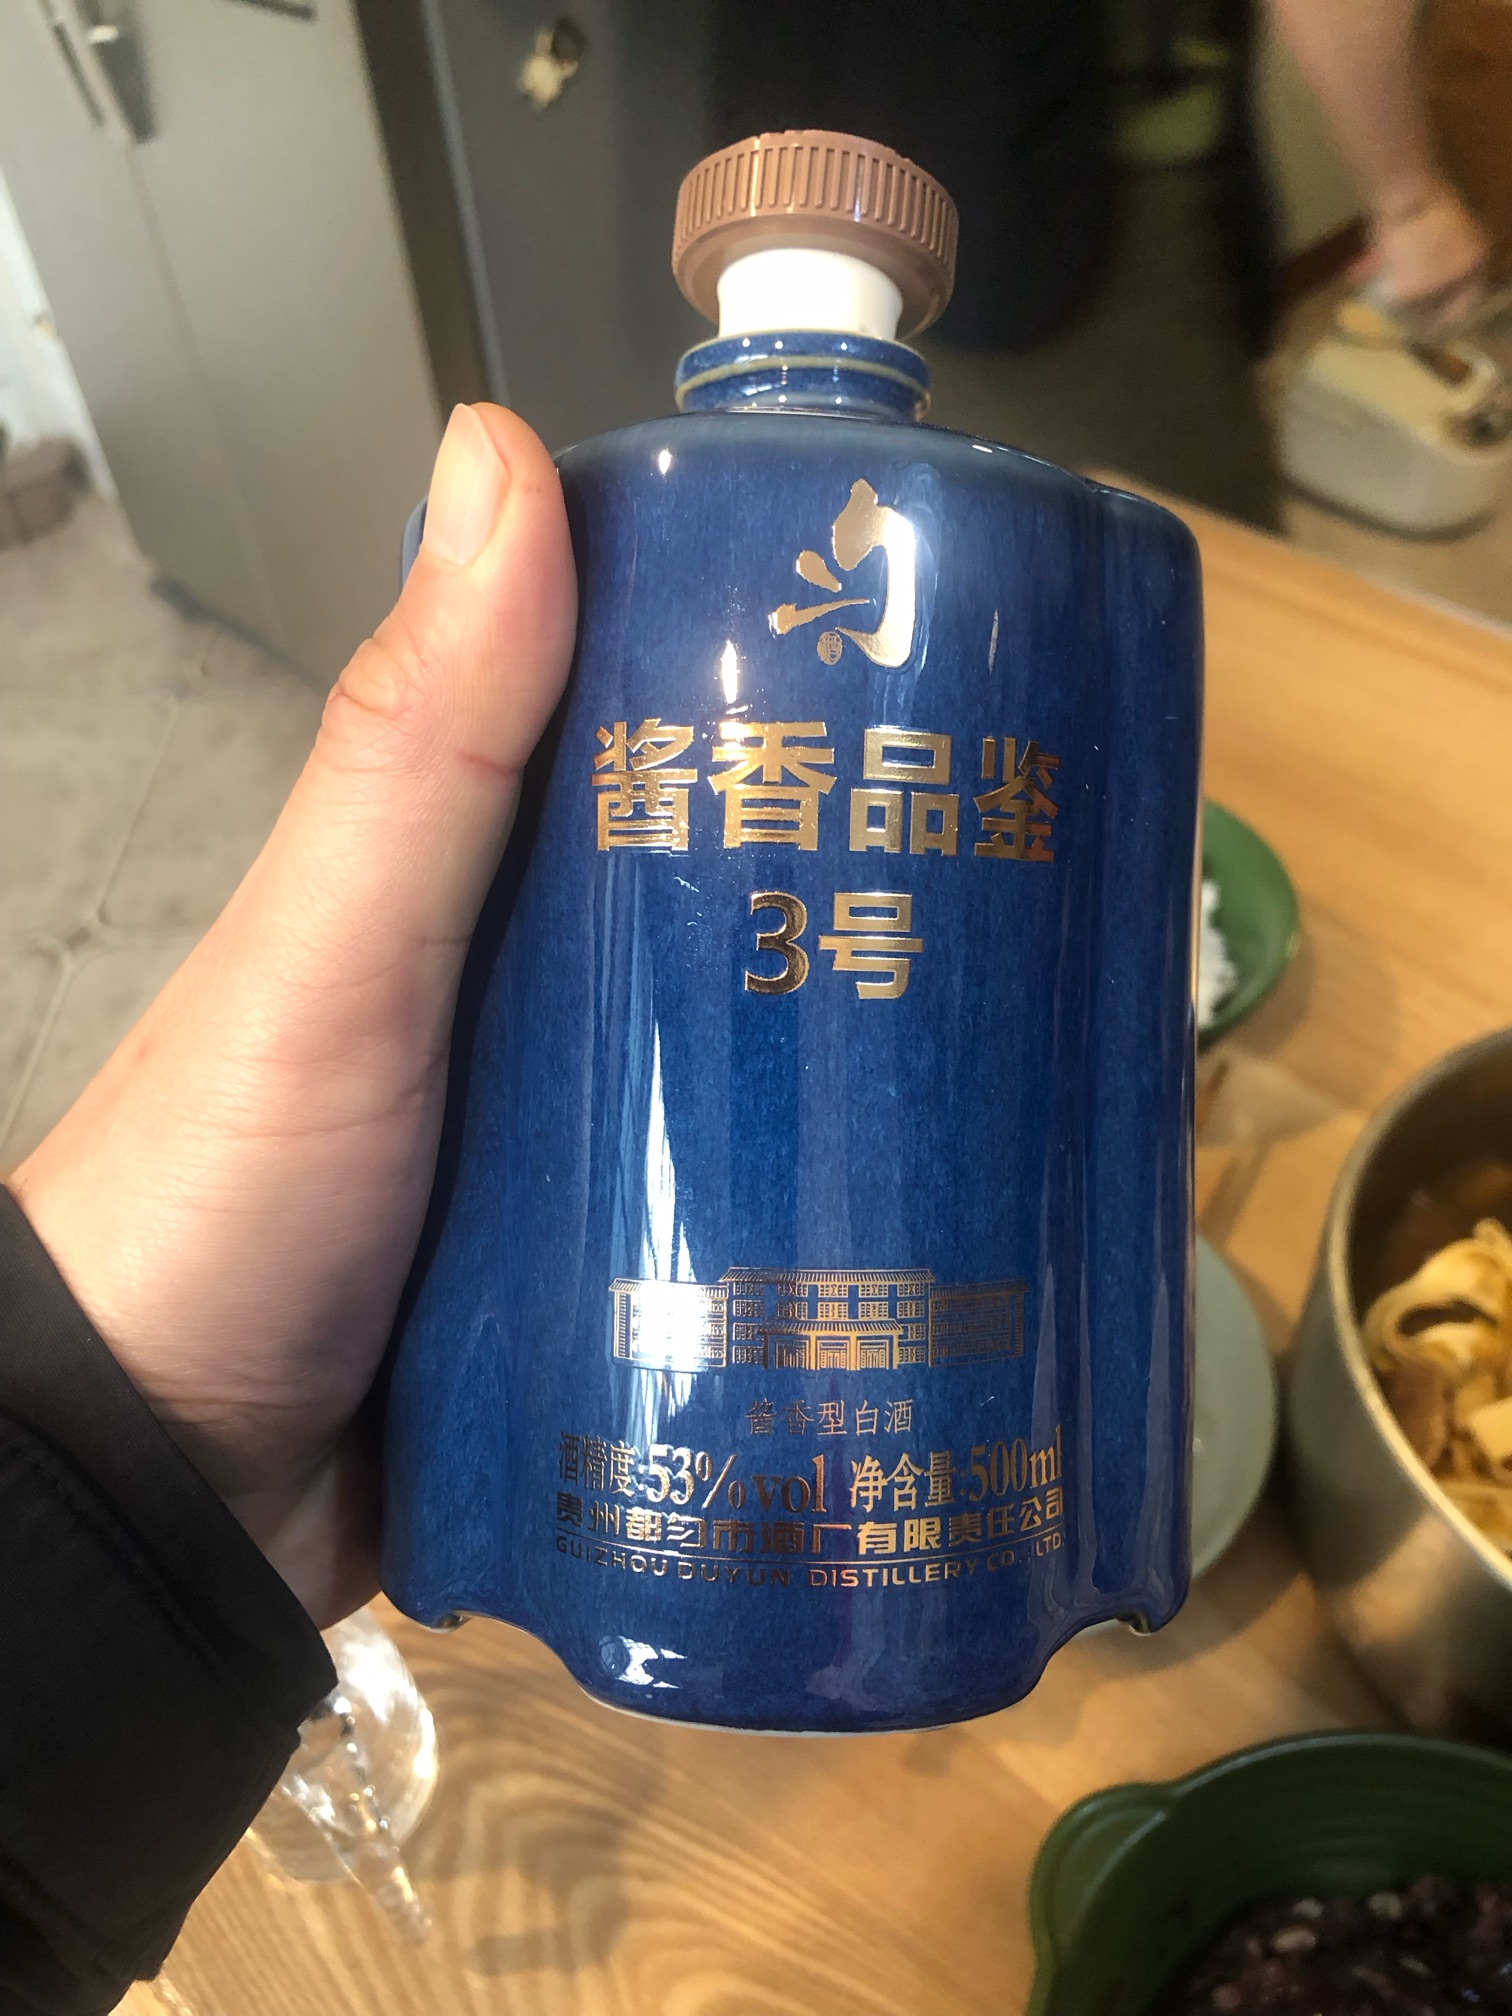 匀
酒
酱香品鉴
3号
酱香型白酒
酒精度:53%vol 净含量:500ml
贵州都匀市酒厂有限责任公司
GUIZHOU DUYUN DISTILLERY CO., LTD